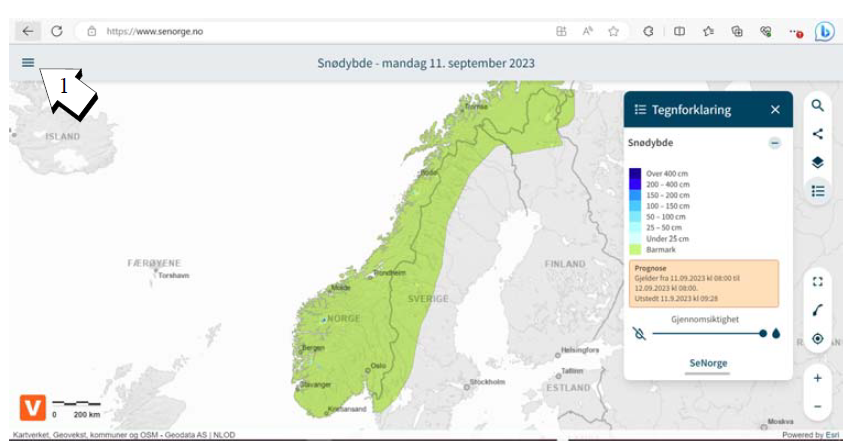 https://www.senorge.no
Snødybde - mandag 11. september 2023
1
Tegnforklaring
Snødybde
Over 400 cm
200 – 400 cm
150 – 200 cm
100 – 150 cm
50 – 100 cm
25 – 50 cm
Under 25 cm
Barmark
Prognose
Gjelder fra 11.09.2023 kl 08:00 til
12.09.2023 kl 08:00.
Utstedt 11.9.2023 kl 09:28
Gjennomsiktighet
SeNorge
ISLAND
Tromsø
Bodø
FÆRØYENE
Torshavn
Trondheim
Molde
SVERIGE
FINLAND
NORGE
Bergen
Oslo
Helsingfors
Tallinn
Stockholm
ESTLAND
Stavanger
Kristiansand
Moskva
V
0 200 km
Kartverket, Geovekst, kommuner og OSM - Geodata AS | NLOD
Powered by Esri